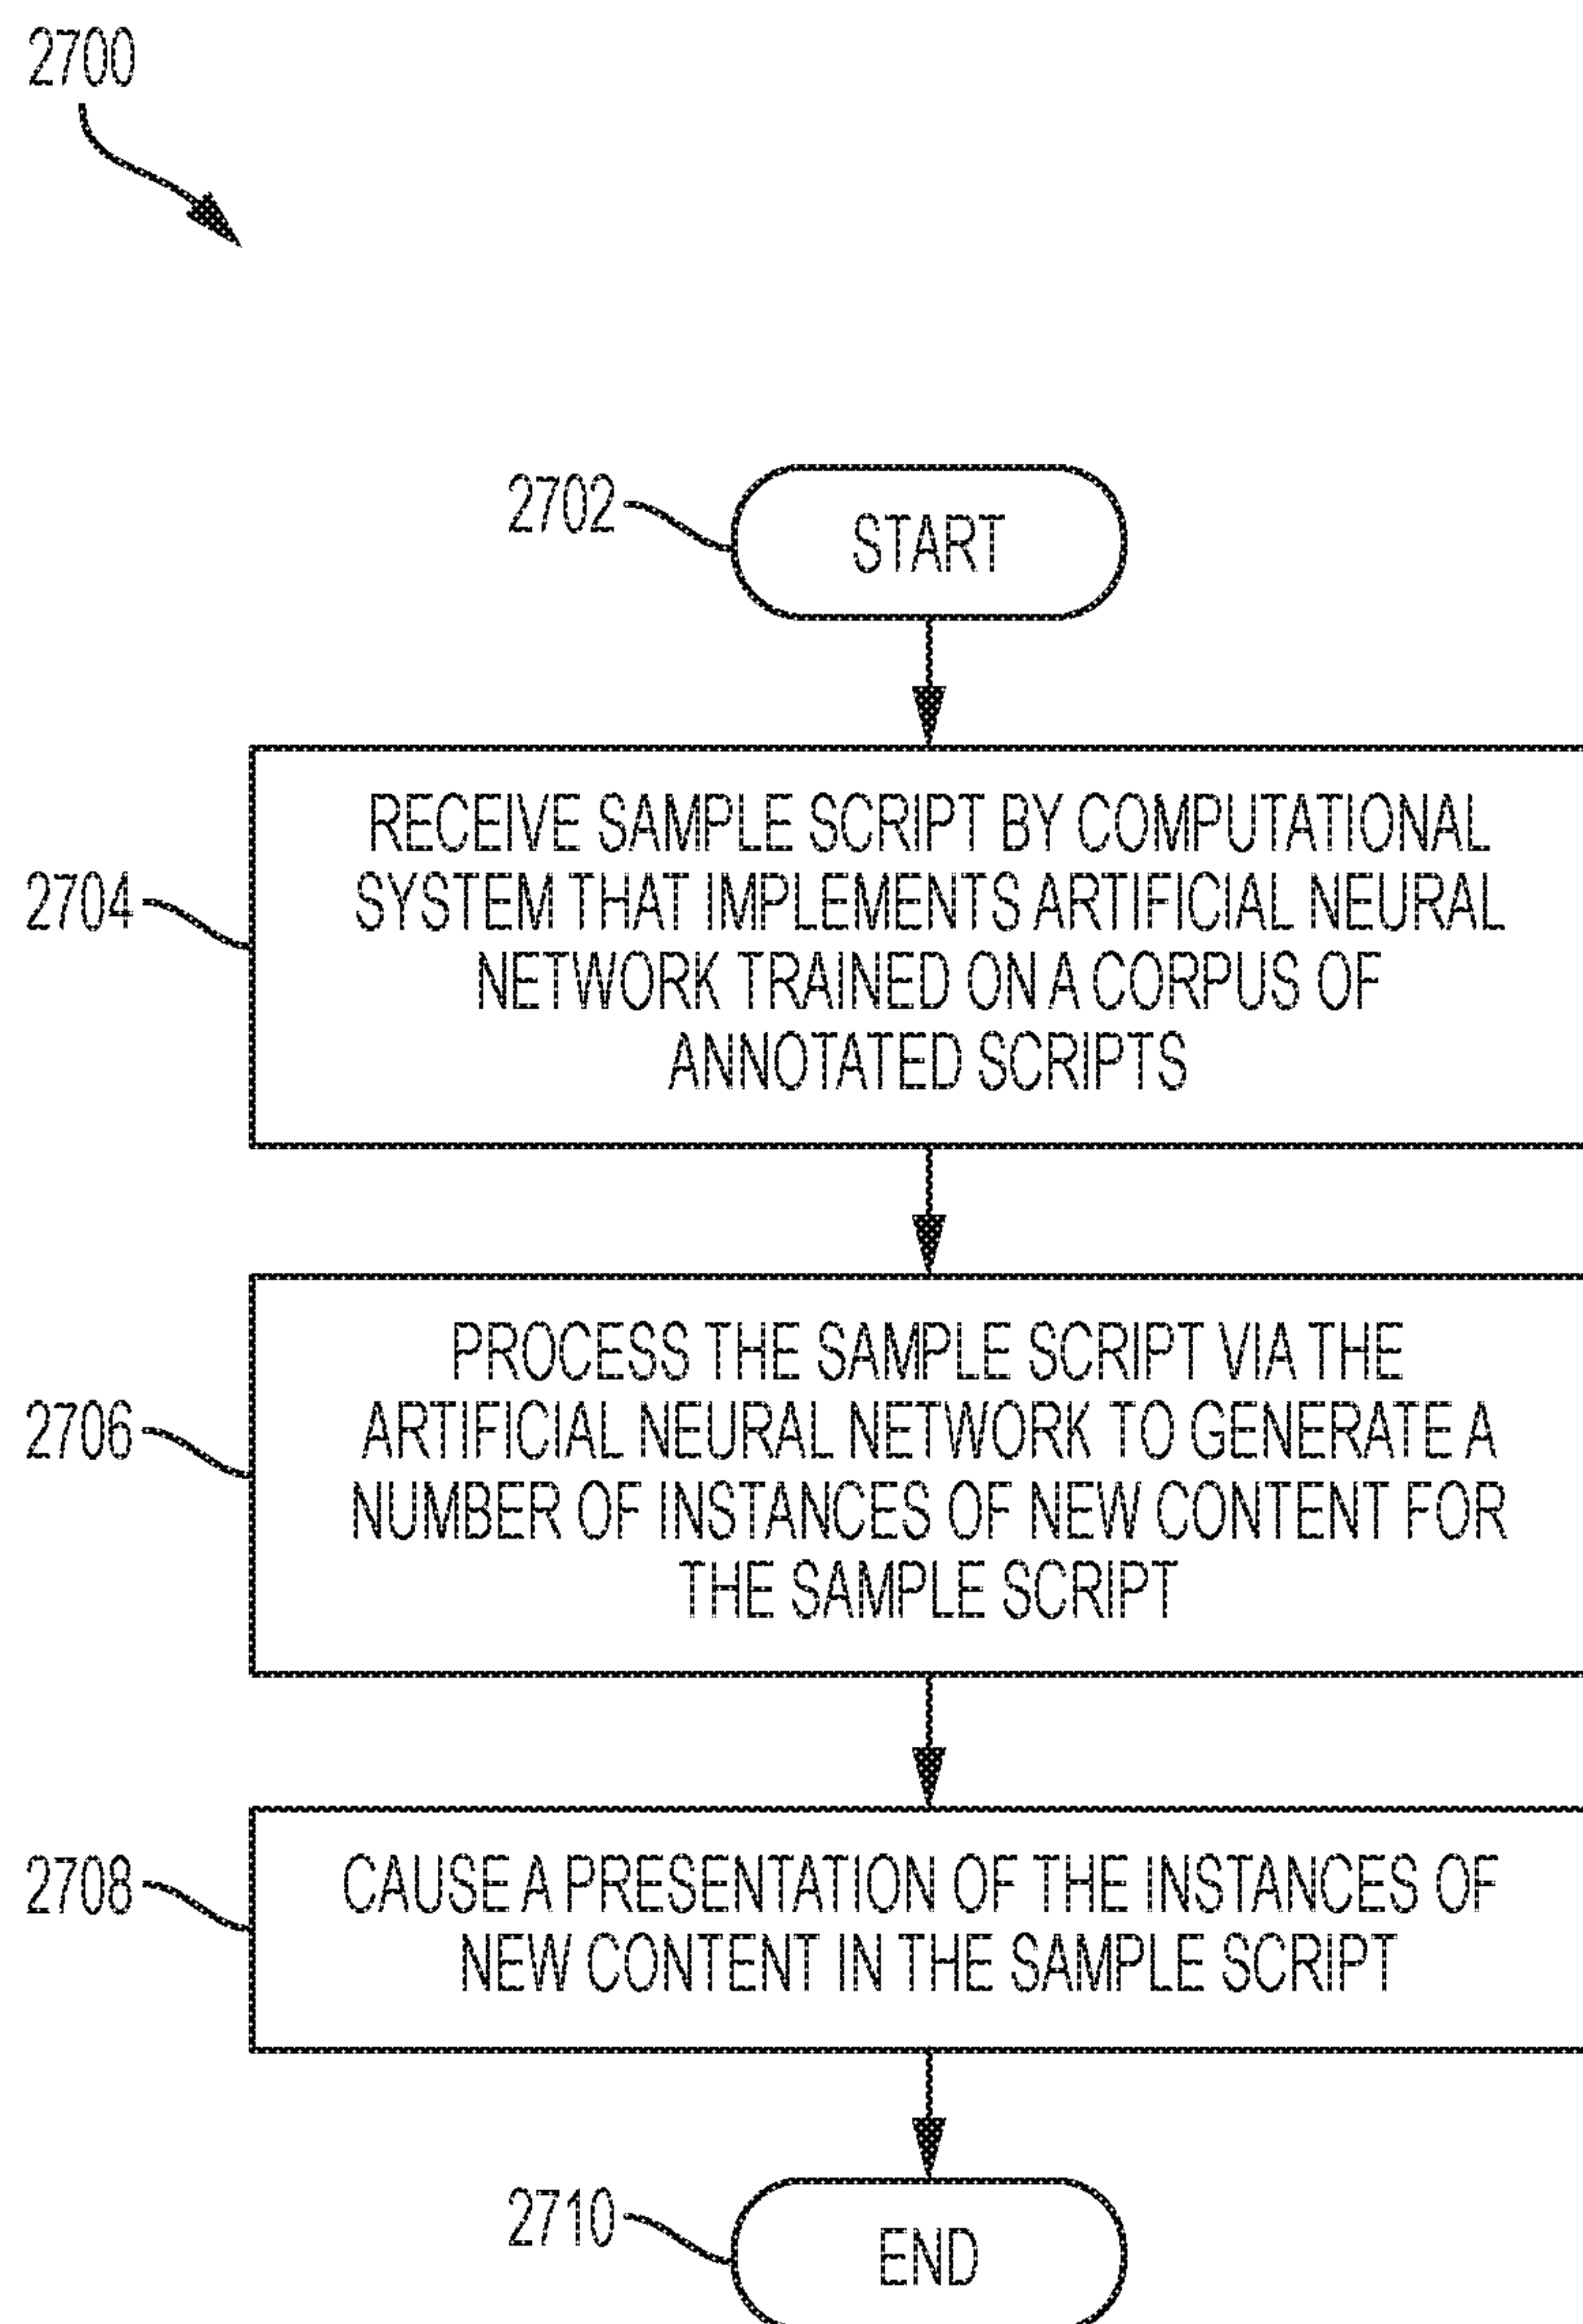 2700
2702
START
2704
RECEIVE SAMPLE SCRIPT BY COMPUTATIONAL
SYSTEM THAT IMPLEMENTS ARTIFICIAL NEURAL
NETWORK TRAINED ON A CORPUS OF
ANNOTATED SCRIPTS
2706
PROCESS THE SAMPLE SCRIPT VIA THE
ARTIFICIAL NEURAL NETWORK TO GENERATE A
NUMBER OF INSTANCES OF NEW CONTENT FOR
THE SAMPLE SCRIPT
2708
CAUSE A PRESENTATION OF THE INSTANCES OF
NEW CONTENT IN THE SAMPLE SCRIPT
2710
END